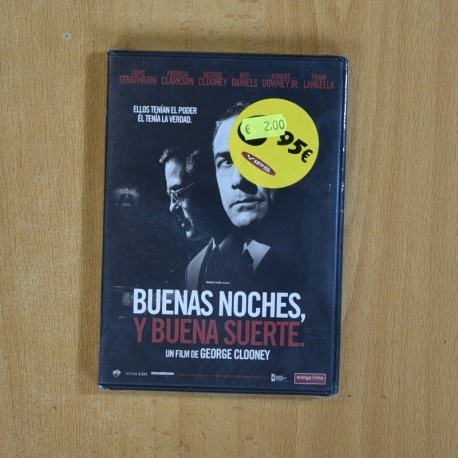 DAVID STRATHAIRN PATRICIA CLARKSON GEORGE CLOONEY JEFF DANIELS ROBERT DOWNEY JR. FRANK LANGELLA
ELLOS TENÍAN EL PODER
ÉL TENÍA LA VERDAD.
€ 2.00
95€
VIPS
BUENAS NOCHES,
Y BUENA SUERTE.
UN FILM DE GEORGE CLOONEY
manga films